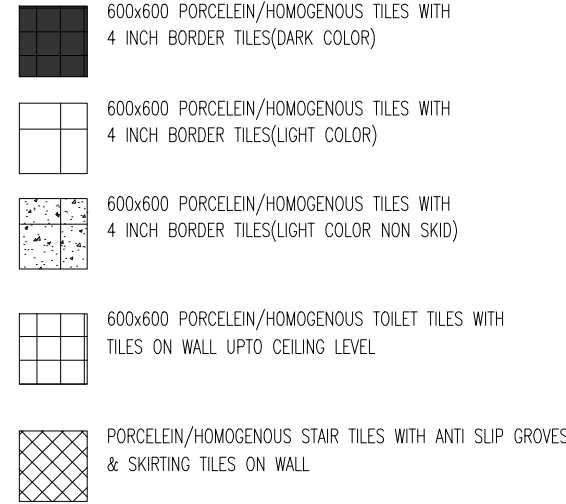 600x600 PORCELEIN/HOMOGENOUS TILES WITH
4 INCH BORDER TILES(DARK COLOR)
600x600 PORCELEIN/HOMOGENOUS TILES WITH
4 INCH BORDER TILES(LIGHT COLOR)
600x600 PORCELEIN/HOMOGENOUS TILES WITH
4 INCH BORDER TILES(LIGHT COLOR NON SKID)
600x600 PORCELEIN/HOMOGENOUS TOILET TILES WITH
TILES ON WALL UPTO CEILING LEVEL
PORCELEIN/HOMOGENOUS STAIR TILES WITH ANTI SLIP GROVES
& SKIRTING TILES ON WALL